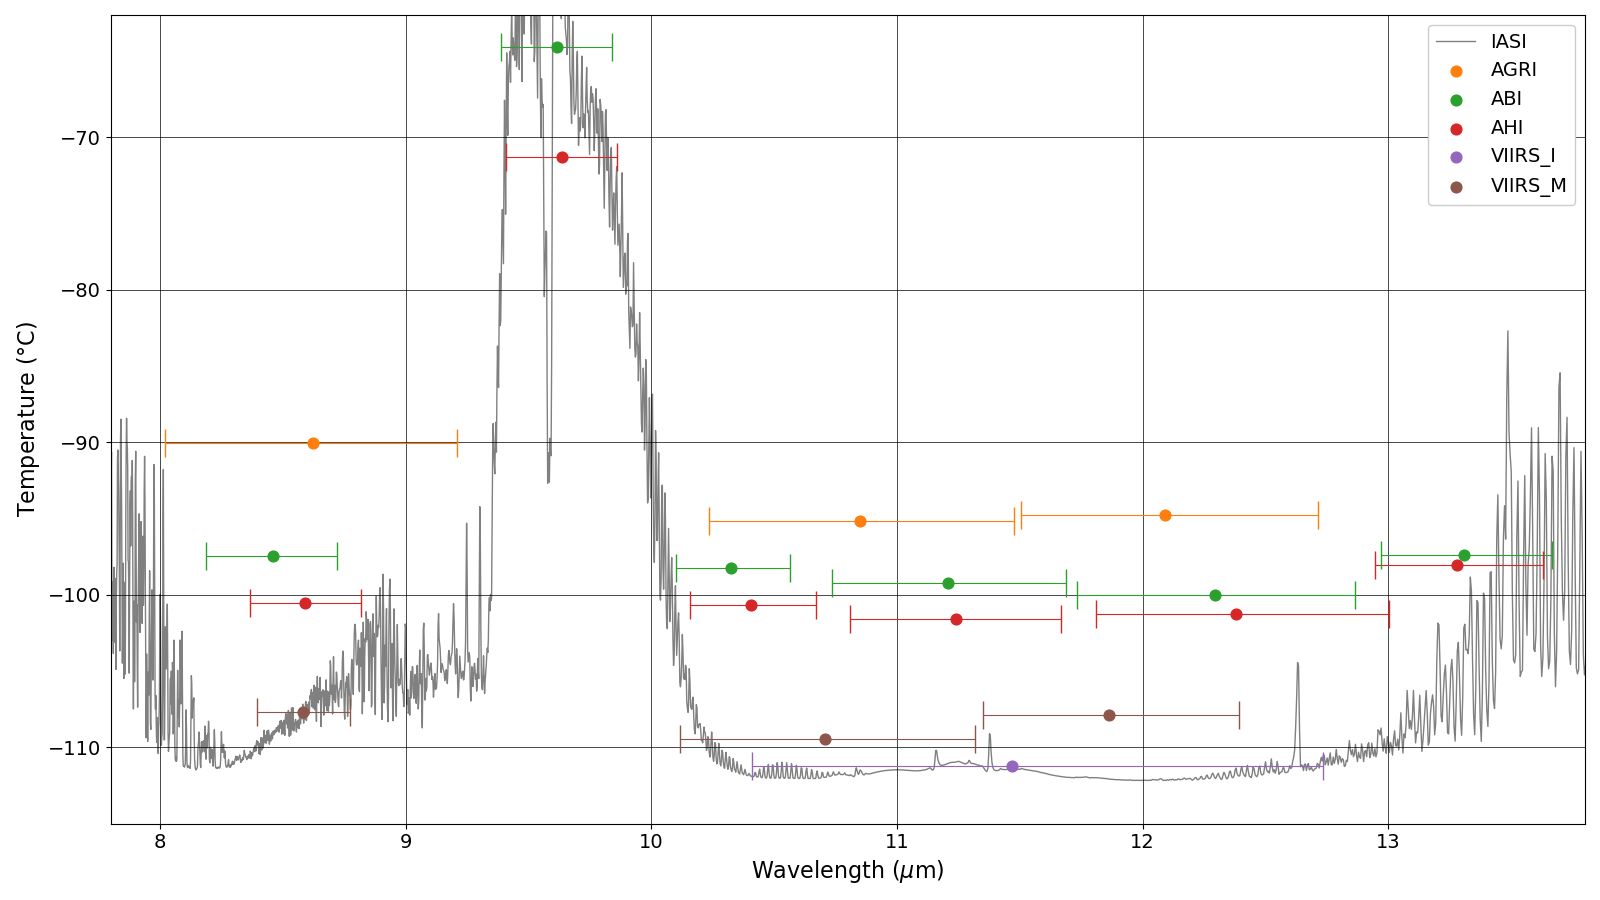 IASI
AGRI
ABI
AHI
VIIRS_I
VIIRS_M
−70
−80
−90
−100
−110
Temperature (°C)
8 9 10 11 12 13
Wavelength (μm)